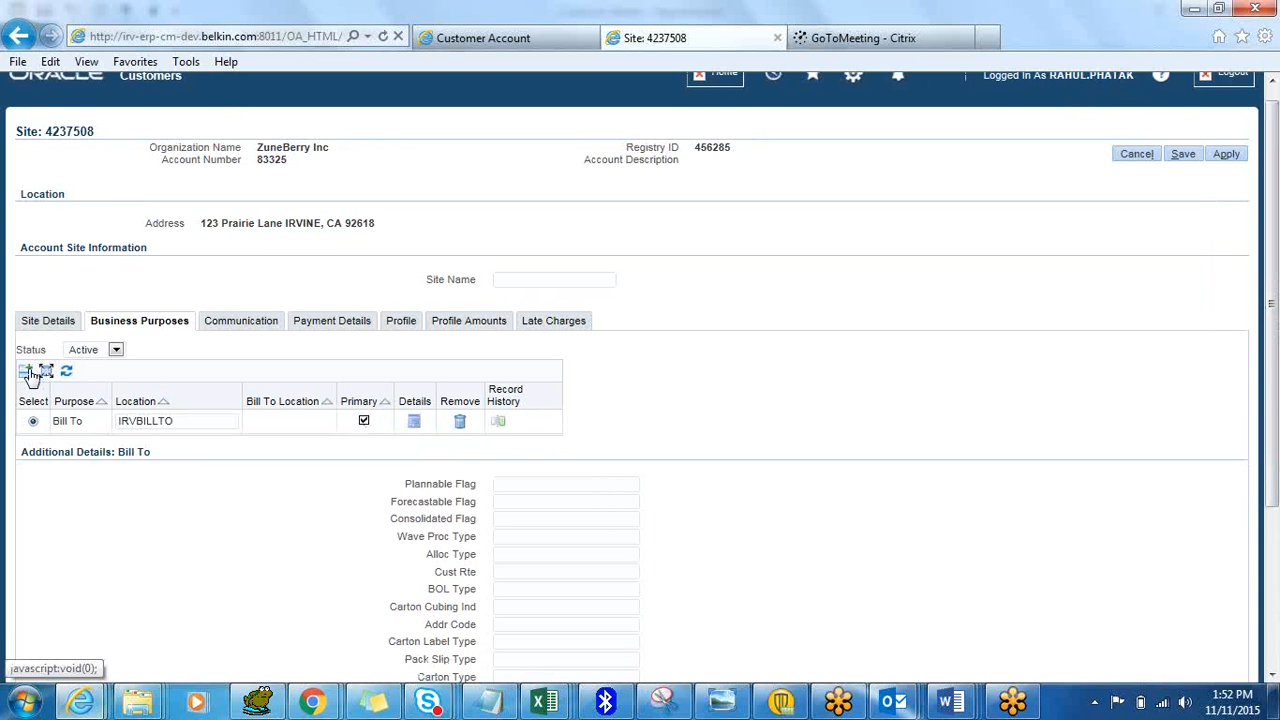 http://irv-erp-cm-dev.belkin.com:8011/OA_HTML/
Customer Account
Site: 4237508
GoToMeeting - Citrix
File Edit View Favorites Tools Help
ORACLE Customers
Home
Logged In As RAHUL.PHATAK
Logout
Site: 4237508
Organization Name ZuneBerry Inc Registry ID 456285
Account Number 83325 Account Description
Cancel Save Apply
Location
Address 123 Prairie Lane IRVINE, CA 92618
Account Site Information
Site Name
Site Details Business Purposes Communication Payment Details Profile Profile Amounts Late Charges
Status Active
Select Purpose Location Bill To Location Primary Details Remove Record History
Bill To IRVBILLTO
Additional Details: Bill To
Plannable Flag
Forecastable Flag
Consolidated Flag
Wave Proc Type
Alloc Type
Cust Rte
BOL Type
Carton Cubing Ind
Addr Code
Carton Label Type
Pack Slip Type
Carton Type
javascript:void(0);
1:52 PM
11/11/2015